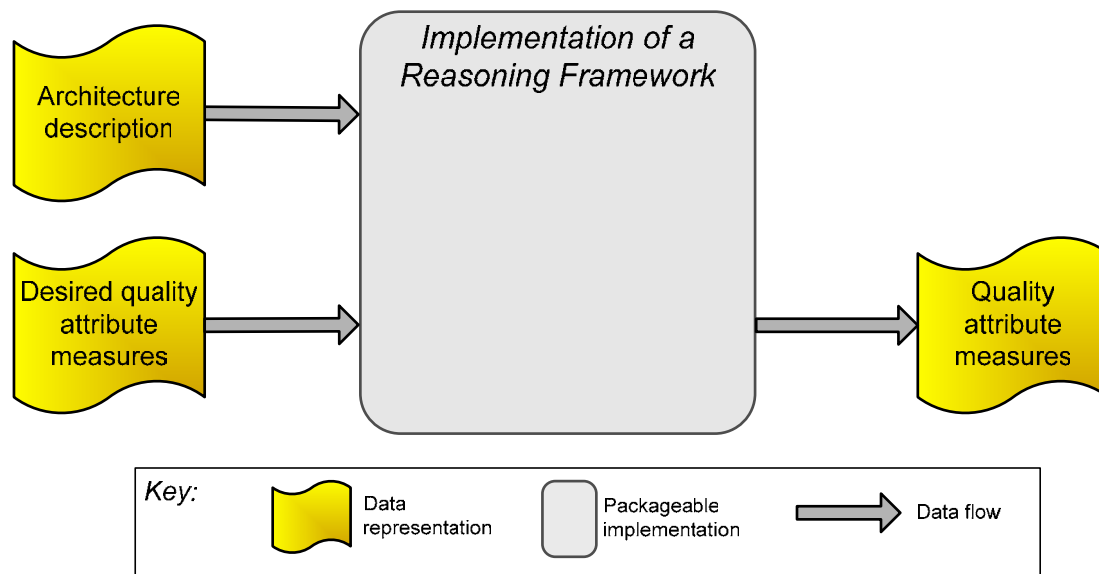 Implementation of a
Reasoning Framework
Architecture
description
Desired quality
attribute
measures
Quality
attribute
measures
Key:
Data
representation
Packageable
implementation
Data flow